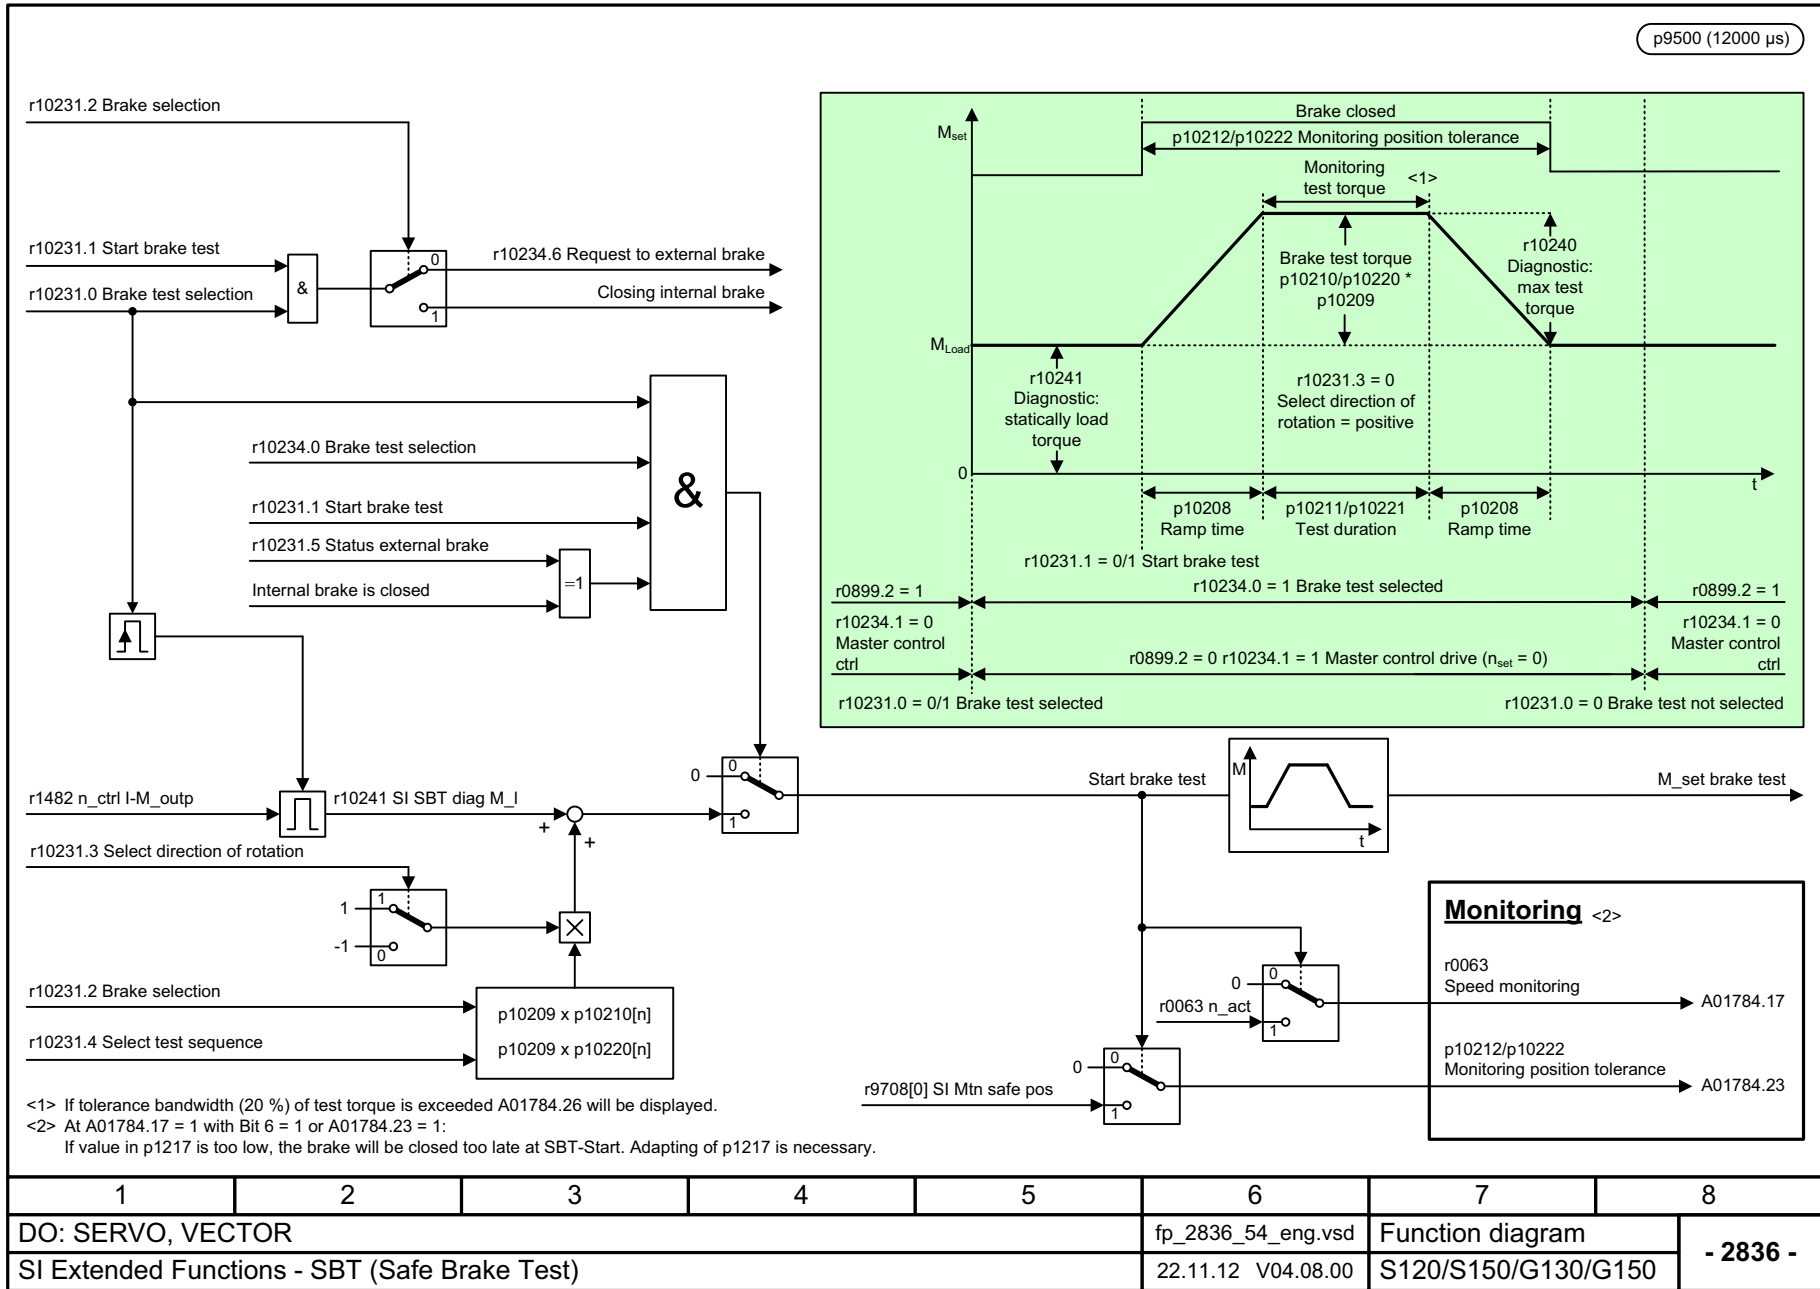 p9500 (12000 µs)
r10231.2 Brake selection
r10231.1 Start brake test
r10231.0 Brake test selection
&
0
1
r10234.6 Request to external brake
Closing internal brake
r10234.0 Brake test selection
r10231.1 Start brake test
r10231.5 Status external brake
Internal brake is closed
=1
&
r1482 n_ctrl I-M_outp
r10241 SI SBT diag M_l
+
+
r10231.3 Select direction of rotation
1
1
-1
0
r10231.2 Brake selection
r10231.4 Select test sequence
p10209 x p10210[n]
p10209 x p10220[n]
0
0
1
Start brake test
M
t
M_set brake test
Mset
Brake closed
p10212/p10222 Monitoring position tolerance
Monitoring
test torque
<1>
Brake test torque
p10210/p10220 *
p10209
r10240
Diagnostic:
max test
torque
MLoad
r10241
Diagnostic:
statically load
torque
r10231.3 = 0
Select direction of
rotation = positive
0
t
p10208
Ramp time
p10211/p10221
Test duration
p10208
Ramp time
r10231.1 = 0/1 Start brake test
r0899.2 = 1
r10234.0 = 1 Brake test selected
r0899.2 = 1
r10234.1 = 0
Master control
ctrl
r0899.2 = 0 r10234.1 = 1 Master control drive (nset = 0)
r10234.1 = 0
Master control
ctrl
r10231.0 = 0/1 Brake test selected
r10231.0 = 0 Brake test not selected
0
0
r0063 n_act
1
0
0
r9708[0] SI Mtn safe pos
1
Monitoring <2>
r0063
Speed monitoring
A01784.17
p10212/p10222
Monitoring position tolerance
A01784.23
<1> If tolerance bandwidth (20 %) of test torque is exceeded A01784.26 will be displayed.
<2> At A01784.17 = 1 with Bit 6 = 1 or A01784.23 = 1:
If value in p1217 is too low, the brake will be closed too late at SBT-Start. Adapting of p1217 is necessary.
1 2 3 4 5 6 7 8
DO: SERVO, VECTOR
fp_2836_54_eng.vsd
Function diagram
- 2836 -
SI Extended Functions - SBT (Safe Brake Test)
22.11.12 V04.08.00
S120/S150/G130/G150